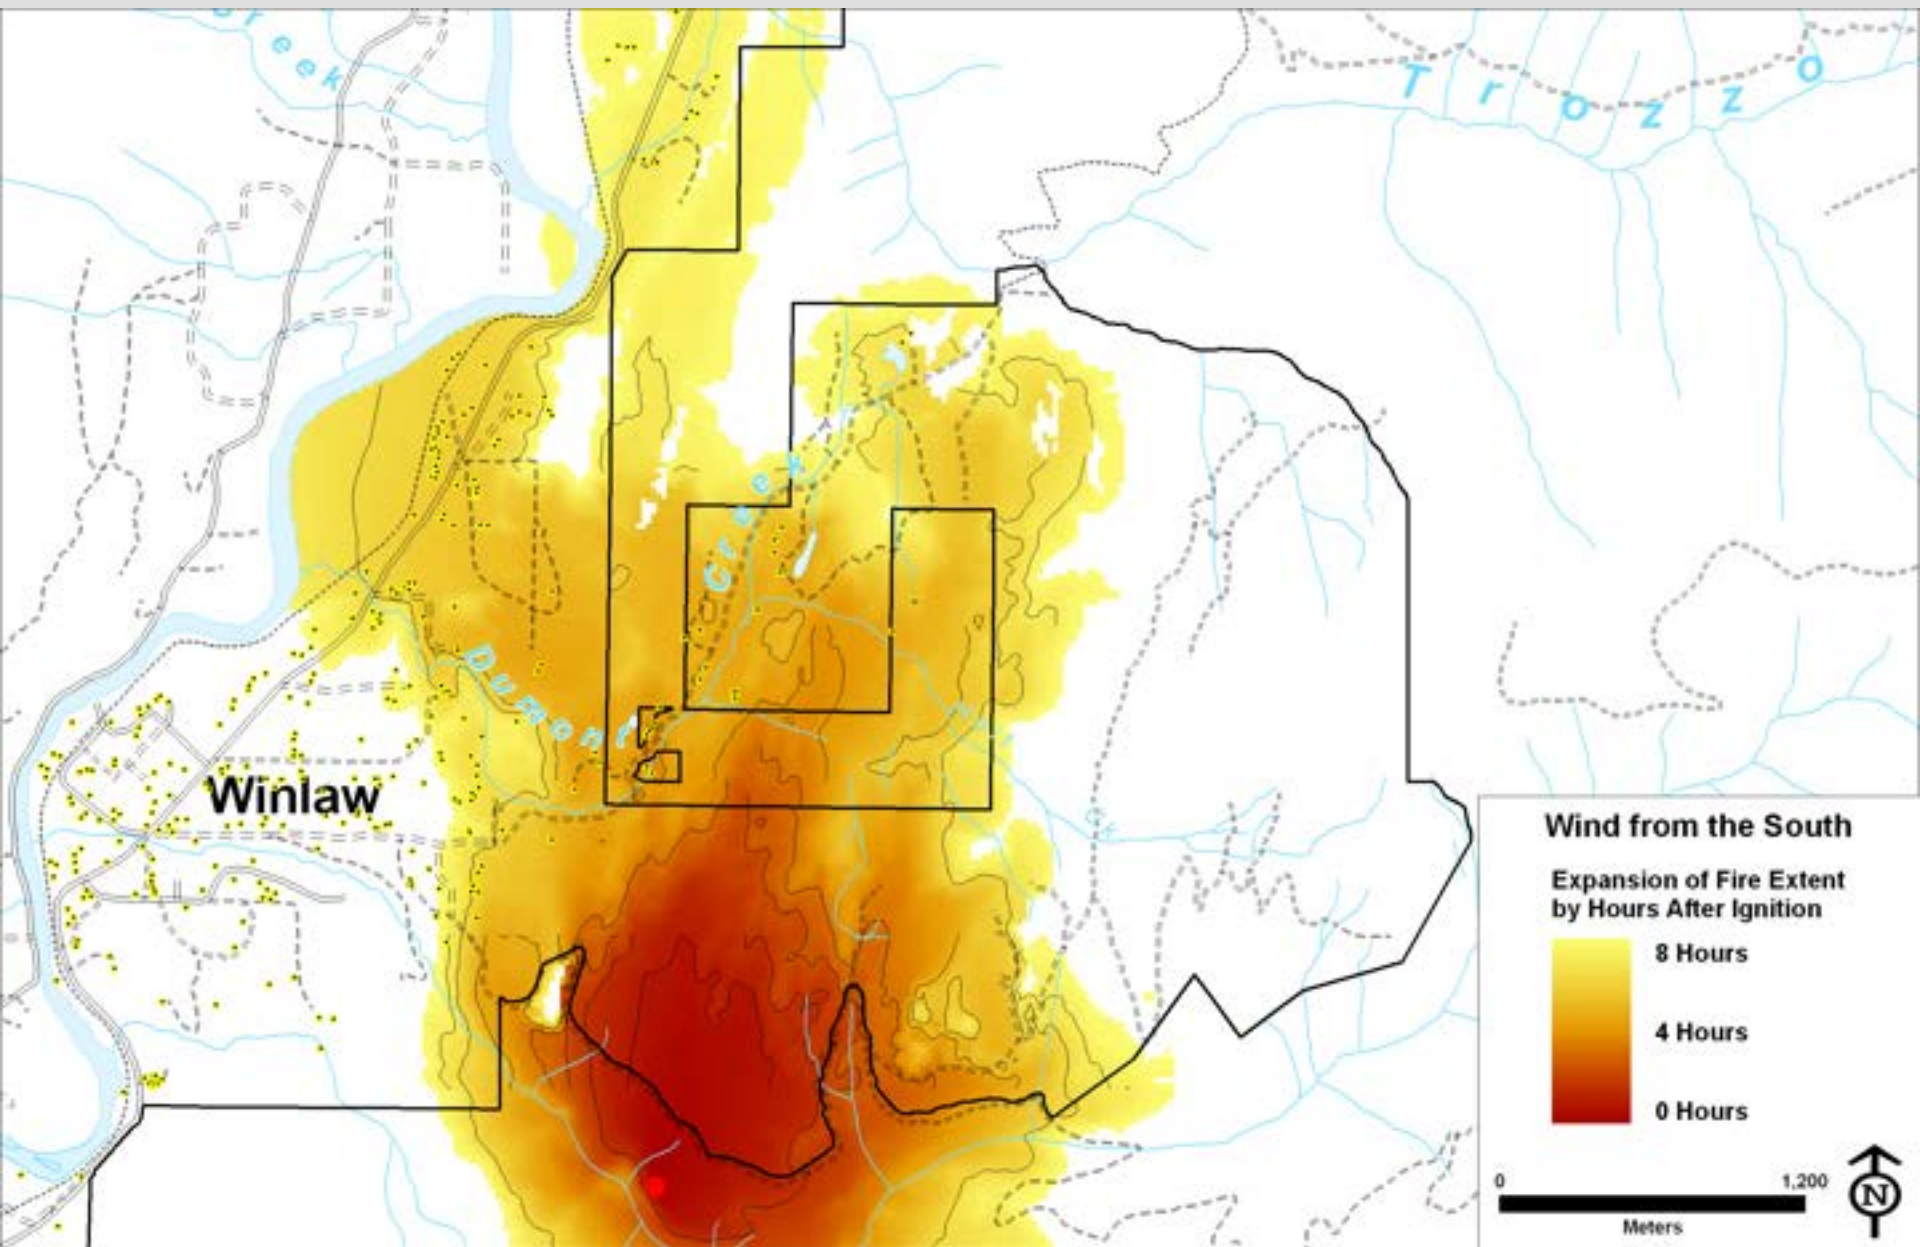 Creek
Trozzo
Creek
Dumont
Winlaw
Wind from the South
Expansion of Fire Extent
by Hours After Ignition
8 Hours
4 Hours
0 Hours
0 1,200
Meters
N